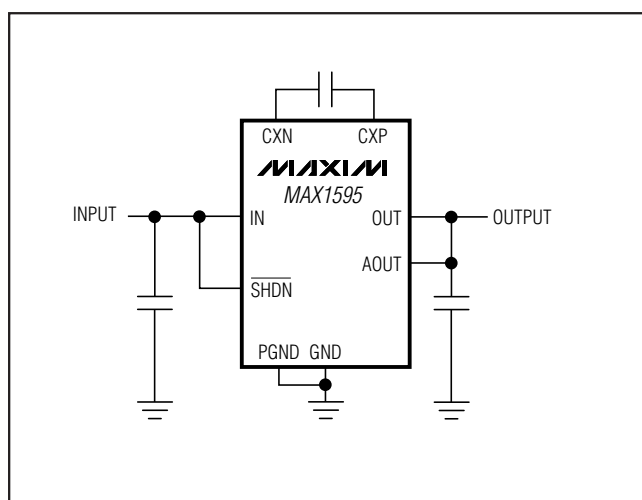 CXN CXP
MAXIM
MAX1595
INPUT IN OUT OUTPUT
AOUT
SHDN
PGND GND